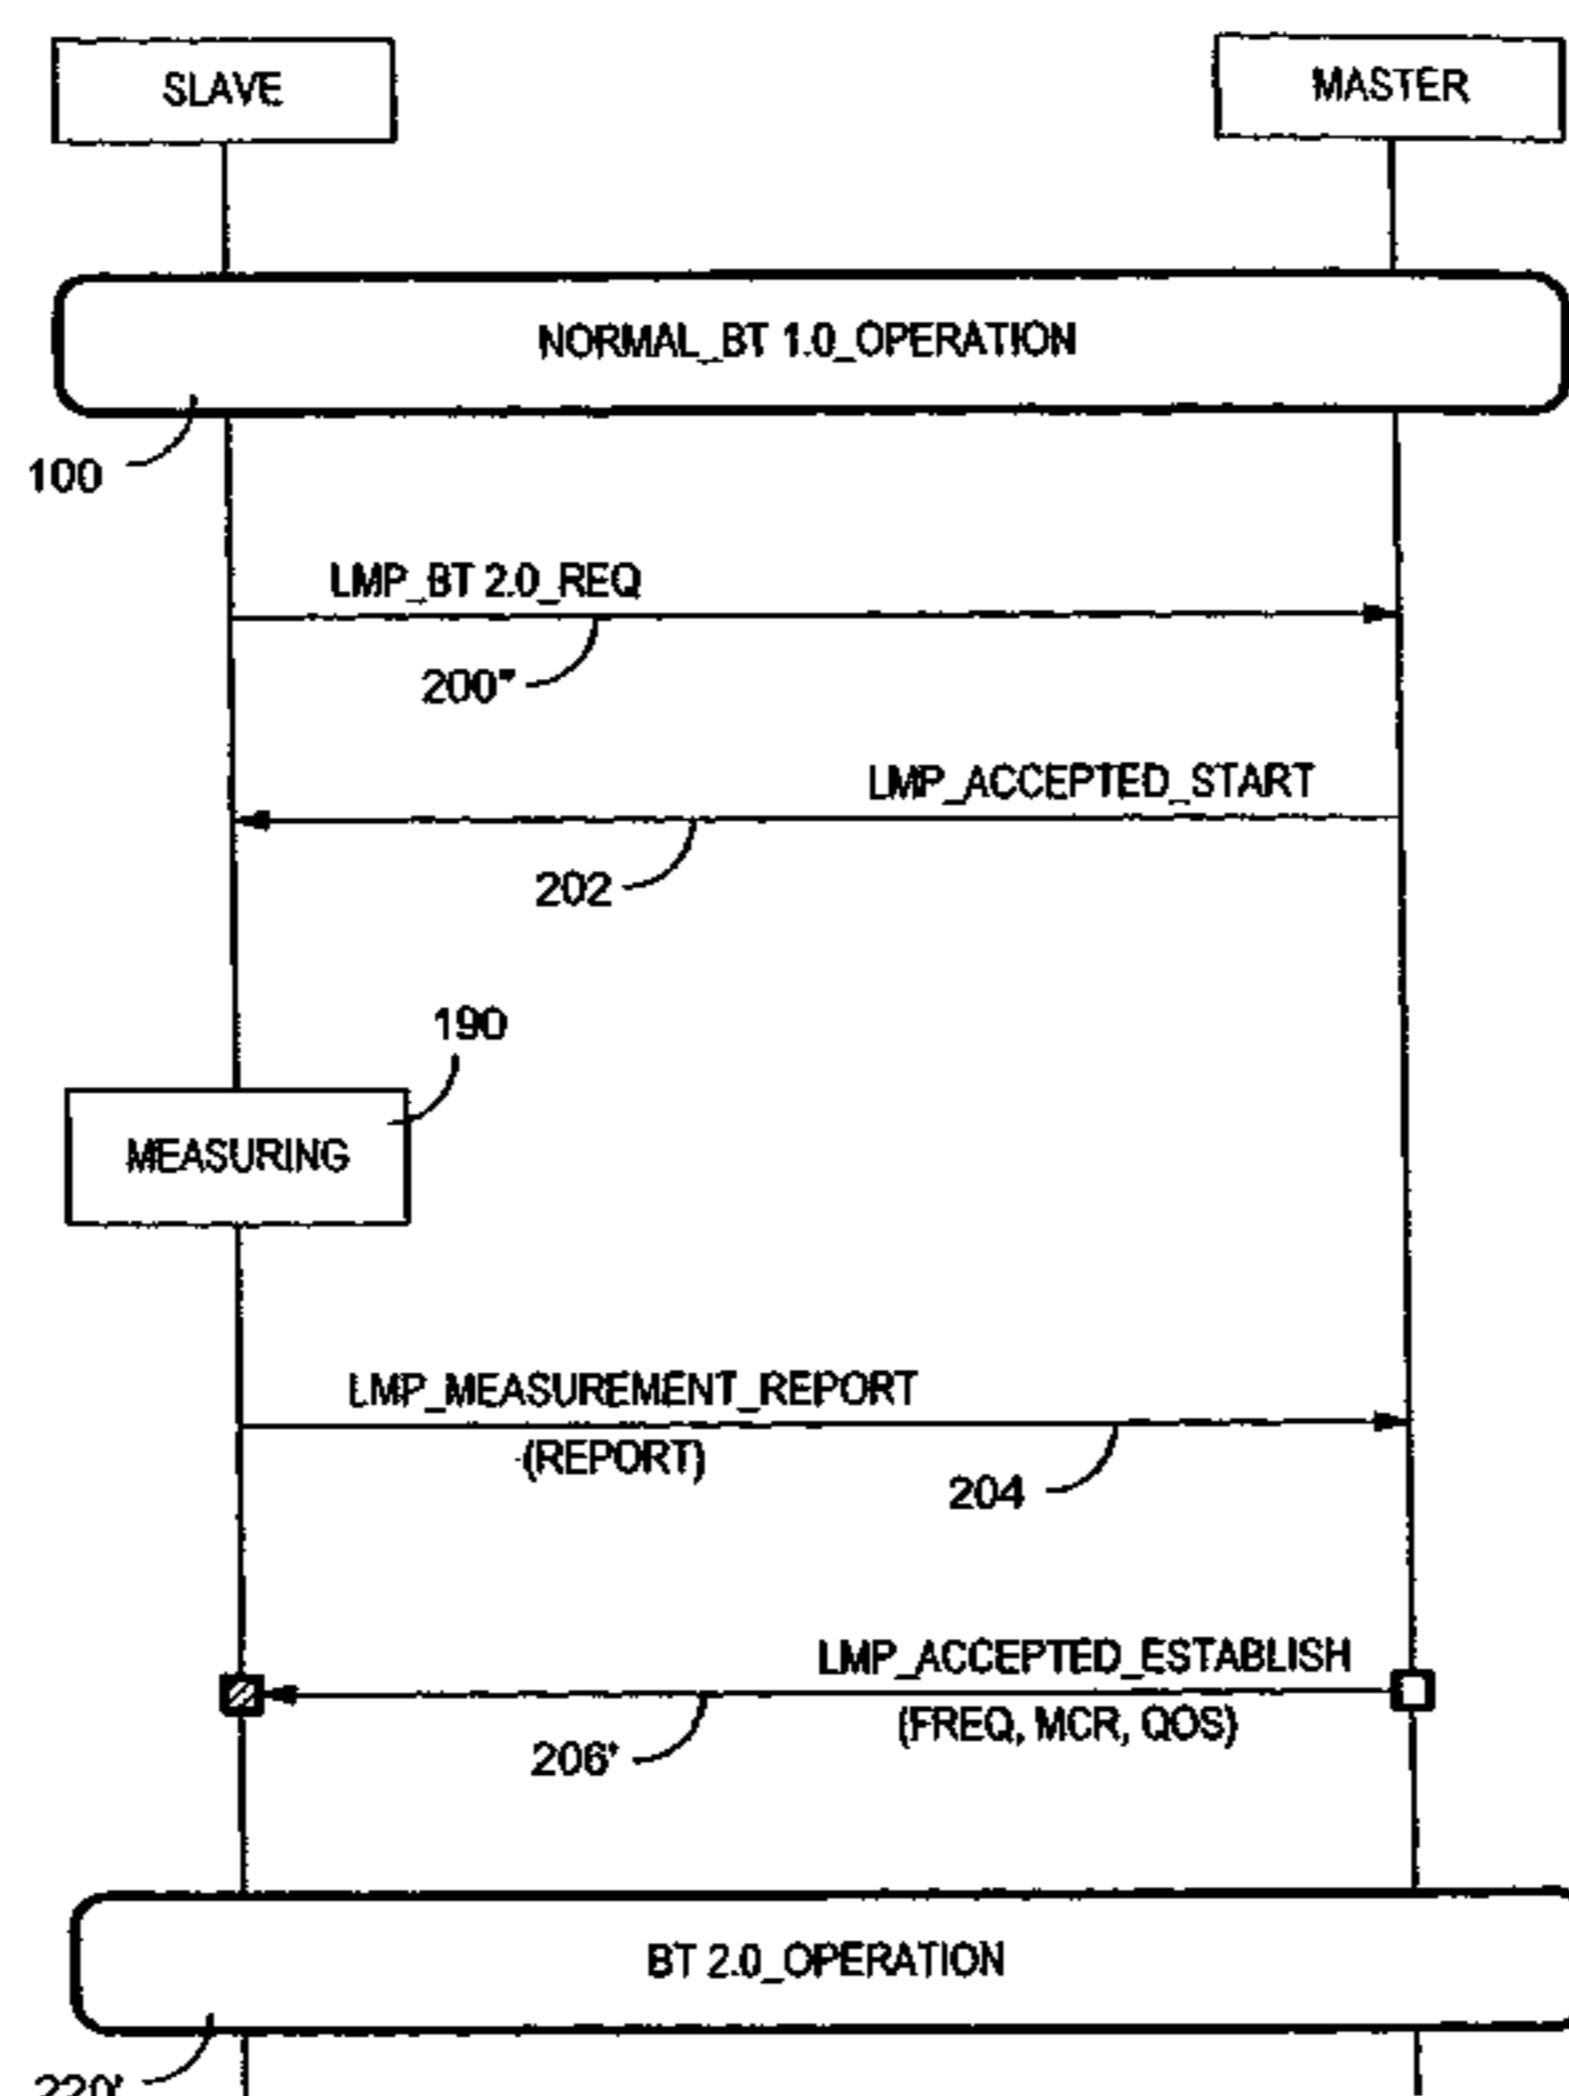 SLAVE
MASTER
NORMAL_BT 1.0_OPERATION
100
LMP_BT 2.0_REQ
200"
LMP_ACCEPTED_START
202
190
MEASURING
LMP_MEASUREMENT_REPORT
(REPORT)
204
LMP_ACCEPTED_ESTABLISH
(FREQ, MCR, QOS)
206'
BT 2.0_OPERATION
220'